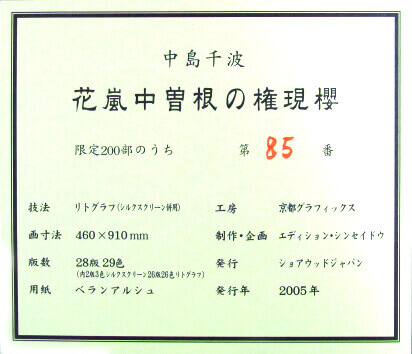 中島千波
花嵐中曽根の権現櫻
限定200部のうち 第 85 番
技法 リトグラフ(シルクスクリーン併用) 工房 京都グラフィックス
画寸法 460×910mm 制作・企画 エディション・シンセイドウ
版数 28版29色 発行 ショアウッドジャパン
(内2版3色シルクスクリーン26版26色リトグラフ)
用紙 ベランアルシュ 発行年 2005年